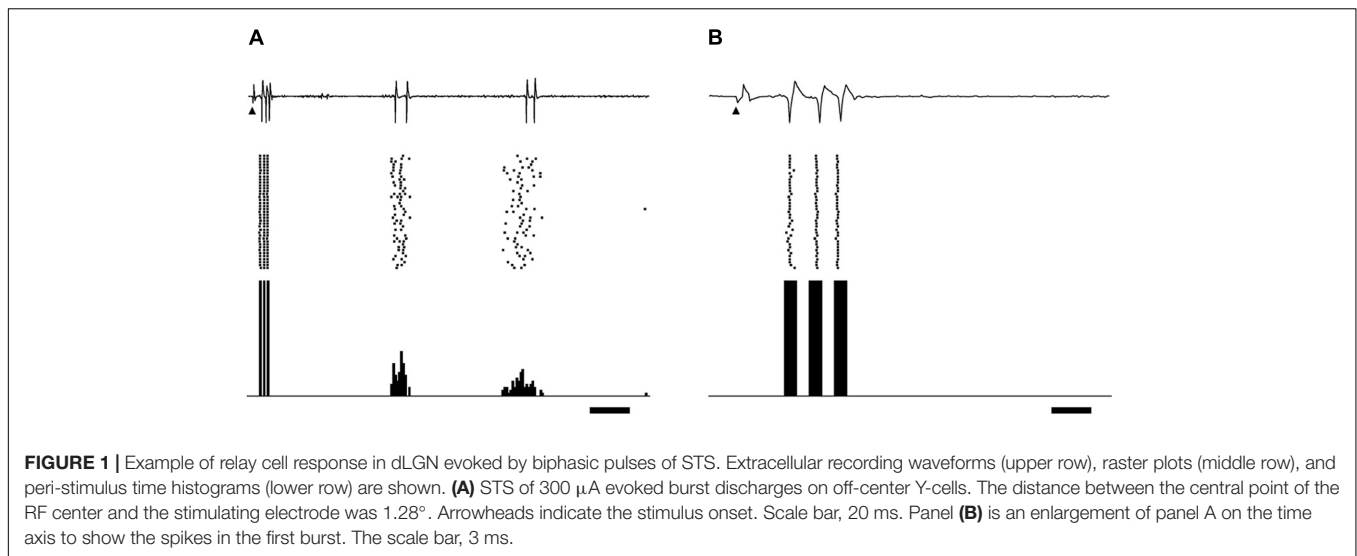 A
B
FIGURE 1 | Example of relay cell response in dLGN evoked by biphasic pulses of STS. Extracellular recording waveforms (upper row), raster plots (middle row), and
peri-stimulus time histograms (lower row) are shown. (A) STS of 300 μA evoked burst discharges on off-center Y-cells. The distance between the central point of the
RF center and the stimulating electrode was 1.28°. Arrowheads indicate the stimulus onset. Scale bar, 20 ms. Panel (B) is an enlargement of panel A on the time
axis to show the spikes in the first burst. The scale bar, 3 ms.